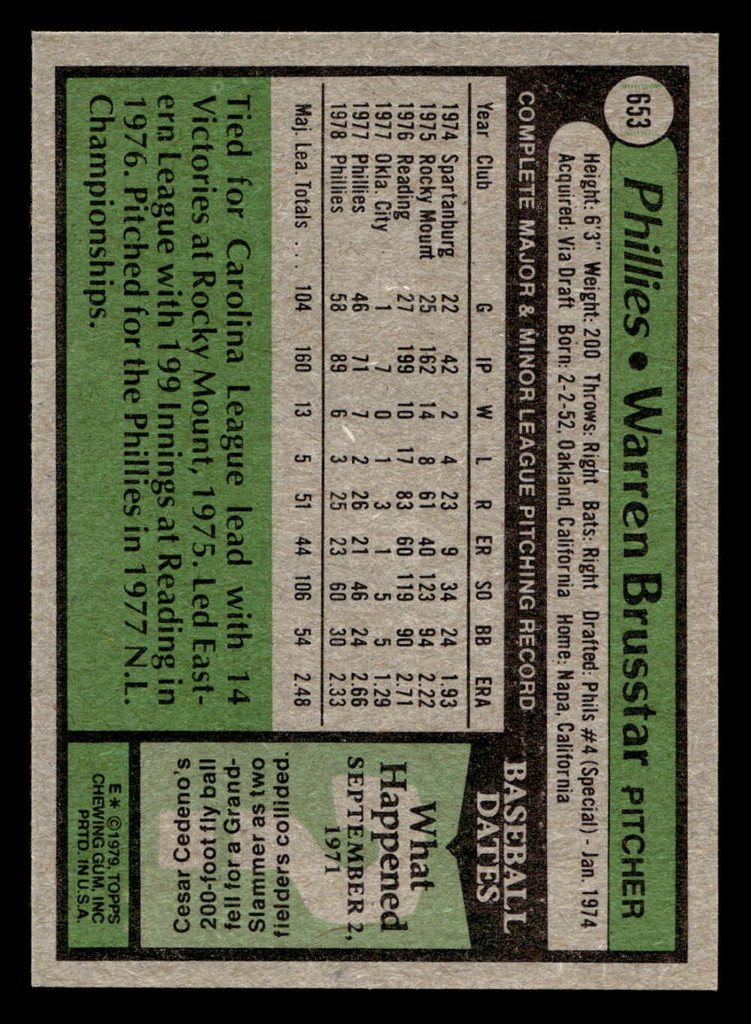 653
Phillies • Warren Brusstar PITCHER
Height: 6'3" Weight: 200 Throws: Right Bats: Right Drafted: Phils #4 (Special) - Jan. 1974
Acquired: Via Draft Born: 2-2-52, Oakland, California Home: Napa, California
COMPLETE MAJOR & MINOR LEAGUE PITCHING RECORD
Year Club G IP W L R ER SO BB ERA
1974 Spartanburg 22 42 2 4 23 9 34 24 1.93
1975 Rocky Mount 25 162 14 8 61 40 123 94 2.22
1976 Reading 27 199 10 17 83 60 119 90 2.71
1977 Okla. City 1 7 0 1 3 1 5 5 1.29
1977 Phillies 46 71 7 2 26 21 46 24 2.66
1978 Phillies 58 89 6 3 25 23 60 30 2.33
Maj. Lea. Totals .... 104 160 13 5 51 44 106 54 2.48
Tied for Carolina League lead with 14
Victories at Rocky Mount, 1975. Led East-
ern League with 199 Innings at Reading in
1976. Pitched for the Phillies in 1977 N.L.
Championships.
BASEBALL
DATES
What
Happened
SEPTEMBER 2,
1971
Cesar Cedeno's
200-foot fly ball
fell for a Grand-
Slammer as two
fielders collided.
E * © 1979, TOPPS
CHEWING GUM, INC
PRTD. IN U.S.A.